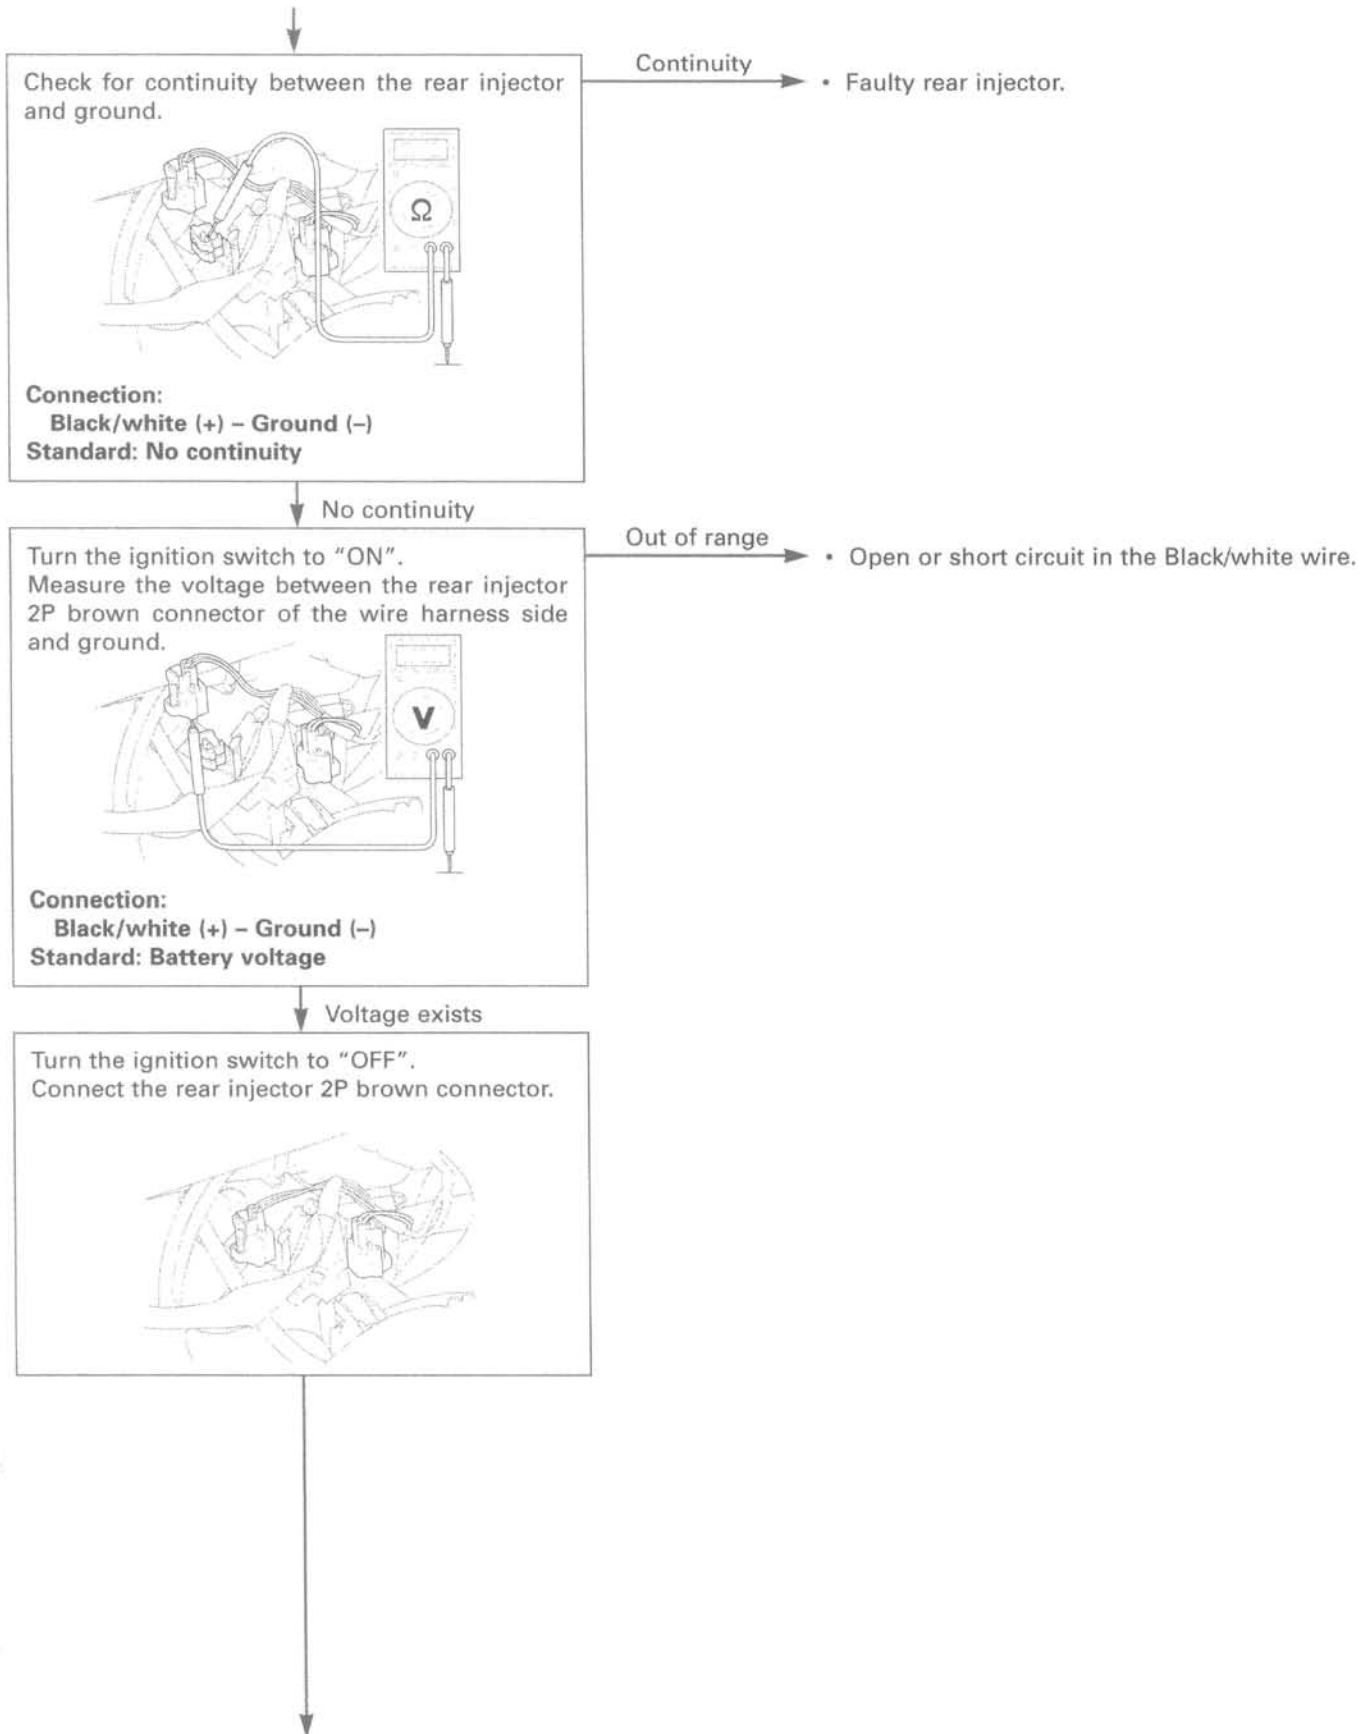 Check for continuity between the rear injector
and ground.
Continuity
• Faulty rear injector.
Ω
Connection:
Black/white (+) – Ground (–)
Standard: No continuity
No continuity
Turn the ignition switch to “ON”.
Measure the voltage between the rear injector
2P brown connector of the wire harness side
and ground.
Out of range
• Open or short circuit in the Black/white wire.
V
Connection:
Black/white (+) – Ground (–)
Standard: Battery voltage
Voltage exists
Turn the ignition switch to “OFF”.
Connect the rear injector 2P brown connector.